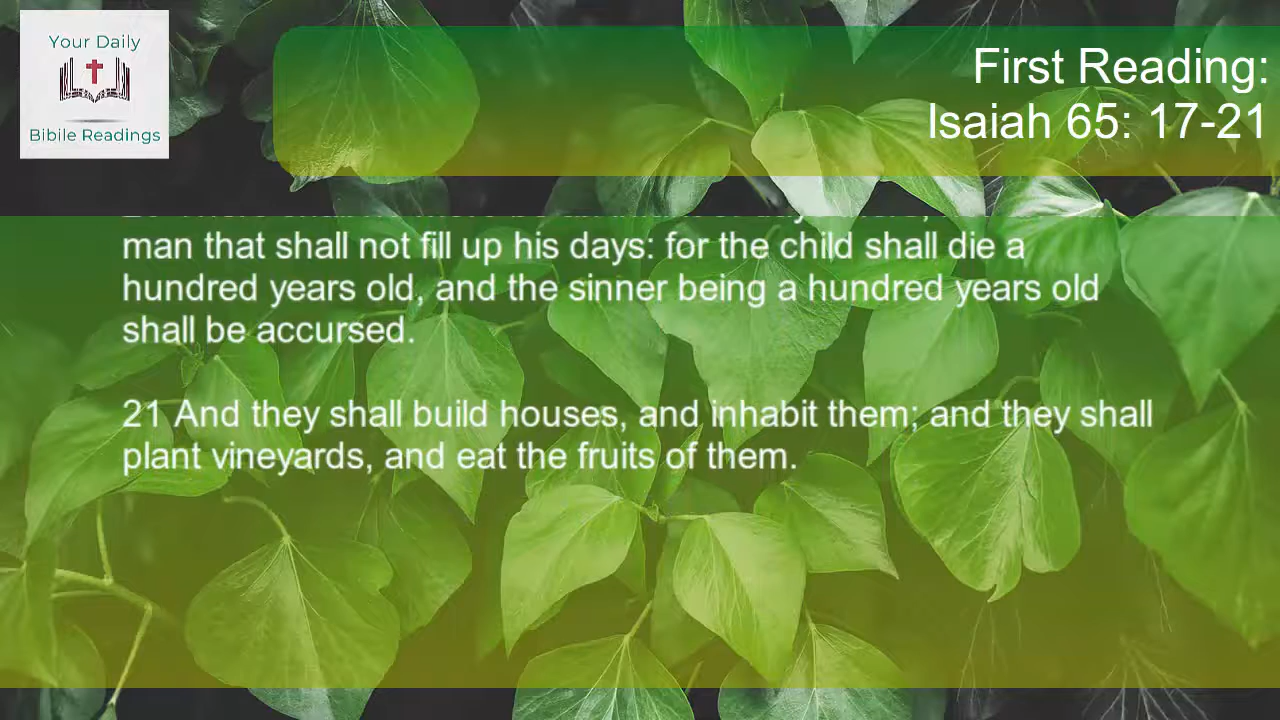 Your Daily
Bibile Readings
First Reading:
Isaiah 65: 17-21
man that shall not fill up his days: for the child shall die a
hundred years old, and the sinner being a hundred years old
shall be accursed.
21 And they shall build houses, and inhabit them; and they shall
plant vineyards, and eat the fruits of them.